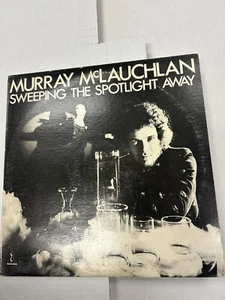 MURRAY McLAUCHLAN
SWEEPING THE SPOTLIGHT AWAY